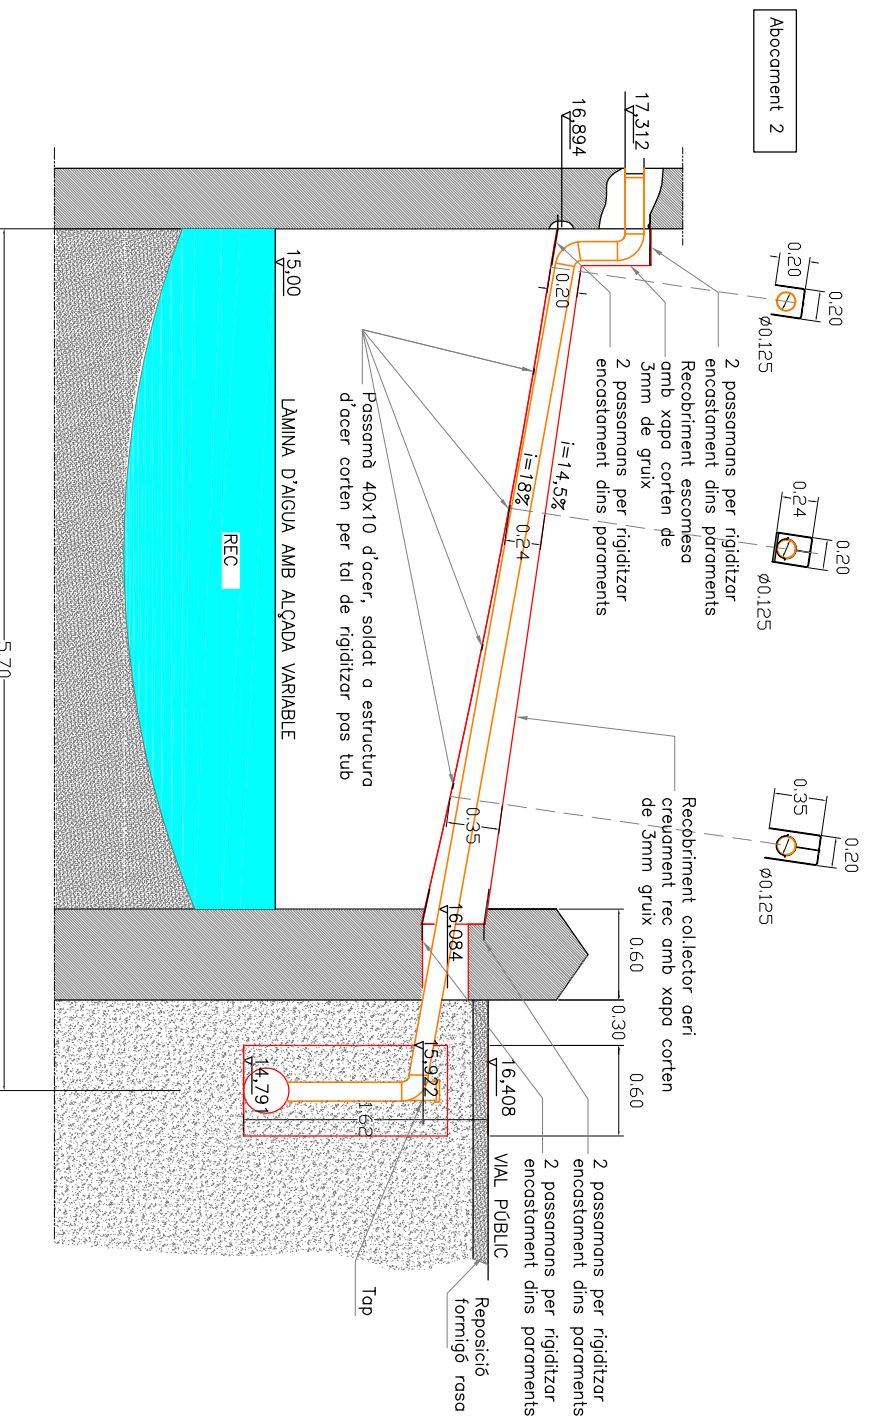 Abocament 2
0.20
0.20
ø0.125
0.24
0.20
ø0.125
0.35
0.20
ø0.125
17,312
16,894
2 passamans per rigiditzar
encastament dins paraments
Recobriment escomesa
amb xapa corten de
3mm de gruix
2 passamans per rigiditzar
encastament dins paraments
0.20
i=14,5%
i=18%
0.24
0.35
Recobriment col.lector aeri
creuament rec amb xapa corten
de 3mm gruix
0.60
0.30
0.60
16,084
15,922
16,408
14,791
1.62
VIAL PÚBLIC
2 passamans per rigiditzar
encastament dins paraments
2 passamans per rigiditzar
encastament dins paraments
Reposició
formigó rasa
Tap
Passamà 40x10 d'acer, soldat a estructura
d'acer corten per tal de rigiditzar pas tub
15,00
LÀMINA D'AIGUA AMB ALÇADA VARIABLE
REC
5.70